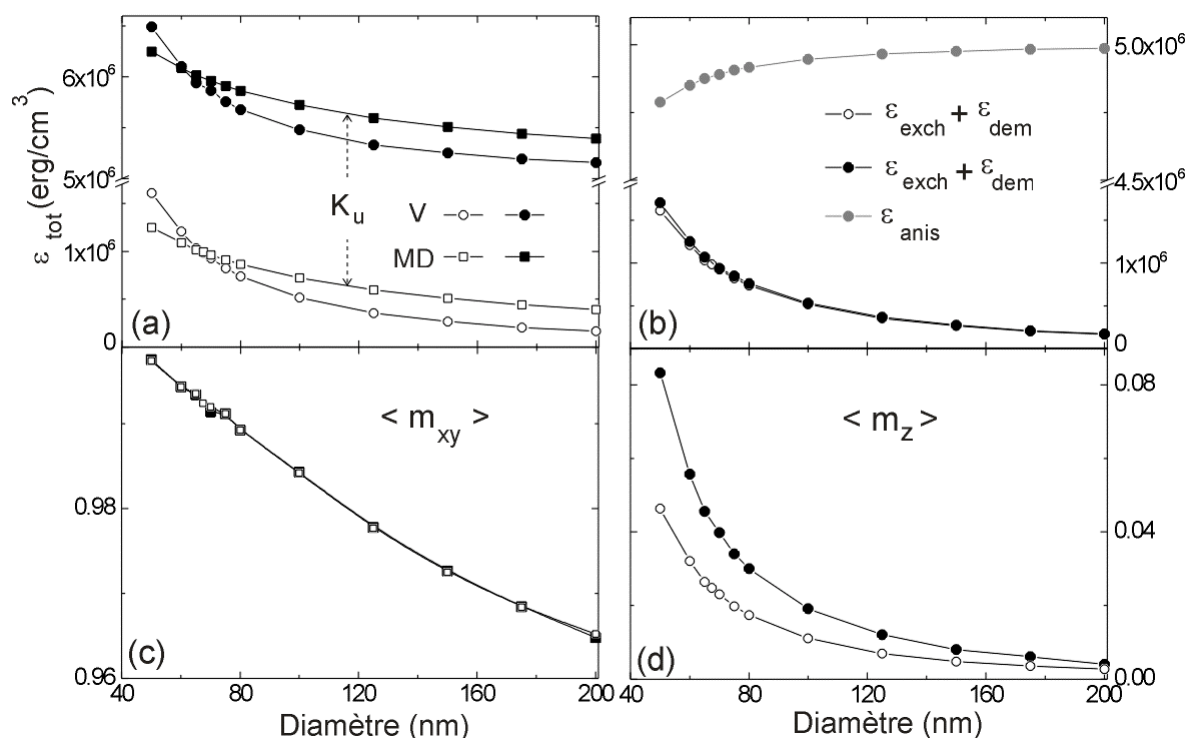 ε_tot (erg/cm³)
6x10⁶
5x10⁶
1x10⁶
0
K_u
V
MD
(a)
5.0x10⁶
4.5x10⁶
1x10⁶
0
ε_exch + ε_dem
ε_exch + ε_dem
ε_anis
(b)
0.98
0.96
< m_xy >
(c)
40 80 120 160 200
Diamètre (nm)
0.08
0.04
0.00
< m_z >
(d)
40 80 120 160 200
Diamètre (nm)